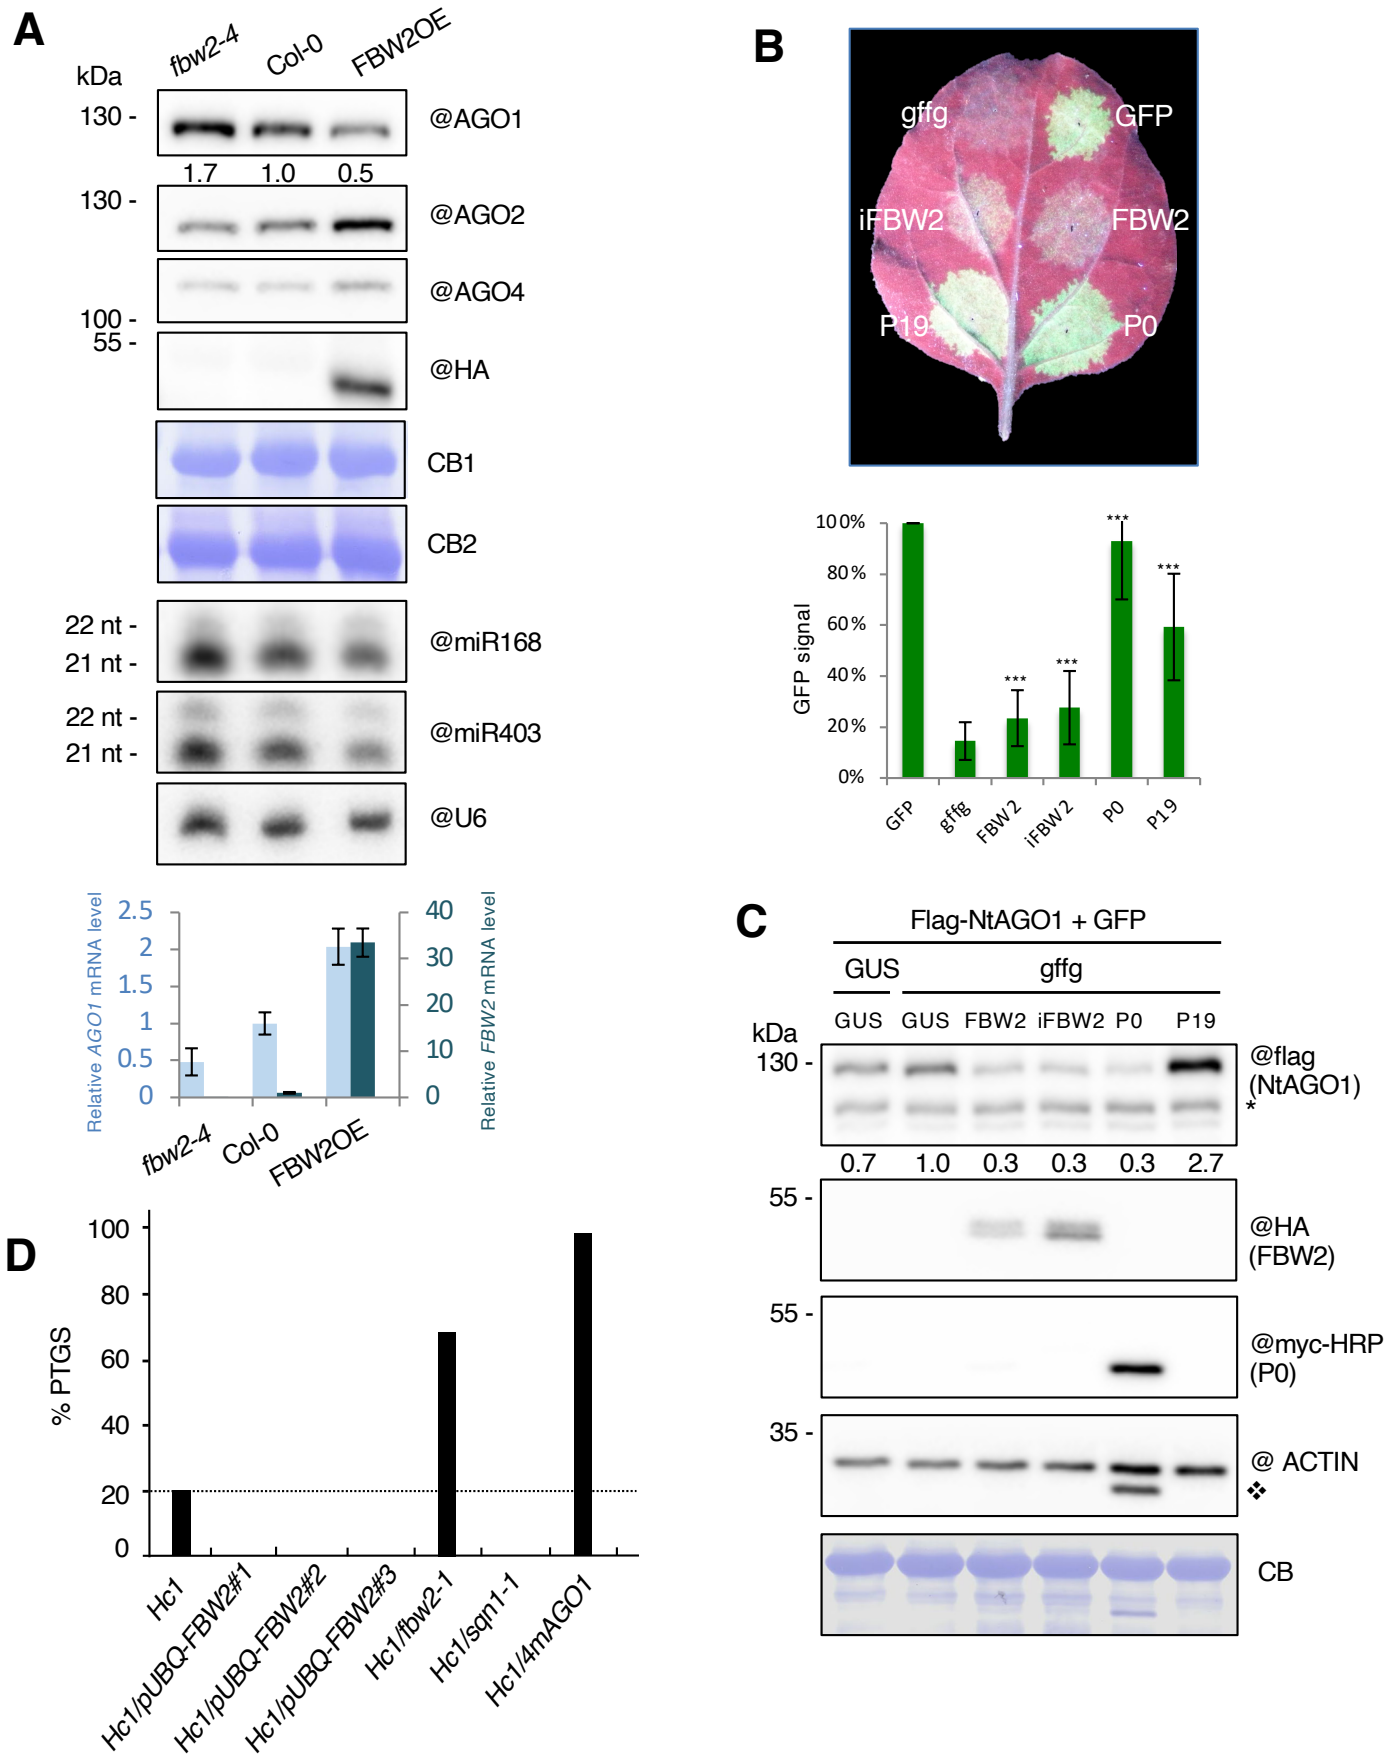 A
fbw2-4 Col-0 FBW2OE
kDa
130 - @AGO1
1.7 1.0 0.5
130 - @AGO2
@AGO4
100 -
55 - @HA
CB1
CB2
22 nt -
21 nt - @miR168
22 nt -
21 nt - @miR403
@U6
Relative AGO1 mRNA level
2.5
2
1.5
1
0.5
0
40
30
20
10
0
Relative FBW2 mRNA level
fbw2-4 Col-0 FBW2OE
B
gffg GFP
iFBW2 FBW2
P19 P0
GFP signal
100%
80%
60%
40%
20%
0%
*** *** *** ***
GFP gffg FBW2 iFBW2 P0 P19
C
Flag-NtAGO1 + GFP
GUS gffg
GUS GUS FBW2 iFBW2 P0 P19
kDa
130 - @flag
(NtAGO1)
*
0.7 1.0 0.3 0.3 0.3 2.7
55 - @HA
(FBW2)
55 - @myc-HRP
(P0)
35 - @ ACTIN
❖
CB
D
% PTGS
100
80
60
40
20
0
Hc1 Hc1/pUBQ-FBW2#1 Hc1/pUBQ-FBW2#2 Hc1/pUBQ-FBW2#3 Hc1/fbw2-1 Hc1/sqn1-1 Hc1/4mAGO1